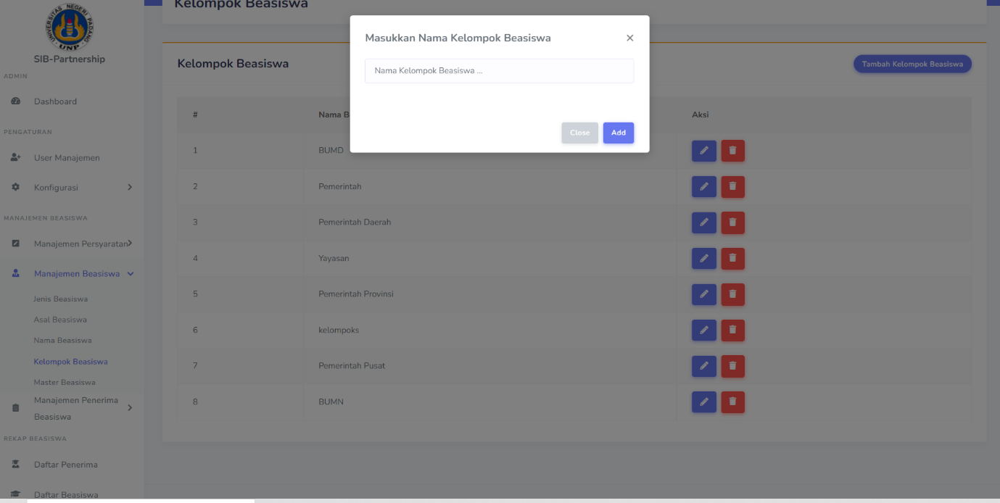 UNIVERSITAS NEGERI PADANG
UNP
SIB-Partnership
ADMIN
Dashboard
PENGATURAN
User Manajemen
Konfigurasi
MANAJEMEN BEASISWA
Manajemen Persyaratan
Manajemen Beasiswa
Jenis Beasiswa
Asal Beasiswa
Nama Beasiswa
Kelompok Beasiswa
Master Beasiswa
Manajemen Penerima
Beasiswa
REKAP BEASISWA
Daftar Penerima
Daftar Beasiswa
Kelompok Beasiswa
Masukkan Nama Kelompok Beasiswa ×
Nama Kelompok Beasiswa ...
Close Add
Kelompok Beasiswa Tambah Kelompok Beasiswa
# Nama B Aksi
1 BUMD
2 Pemerintah
3 Pemerintah Daerah
4 Yayasan
5 Pemerintah Provinsi
6 kelompoks
7 Pemerintah Pusat
8 BUMN